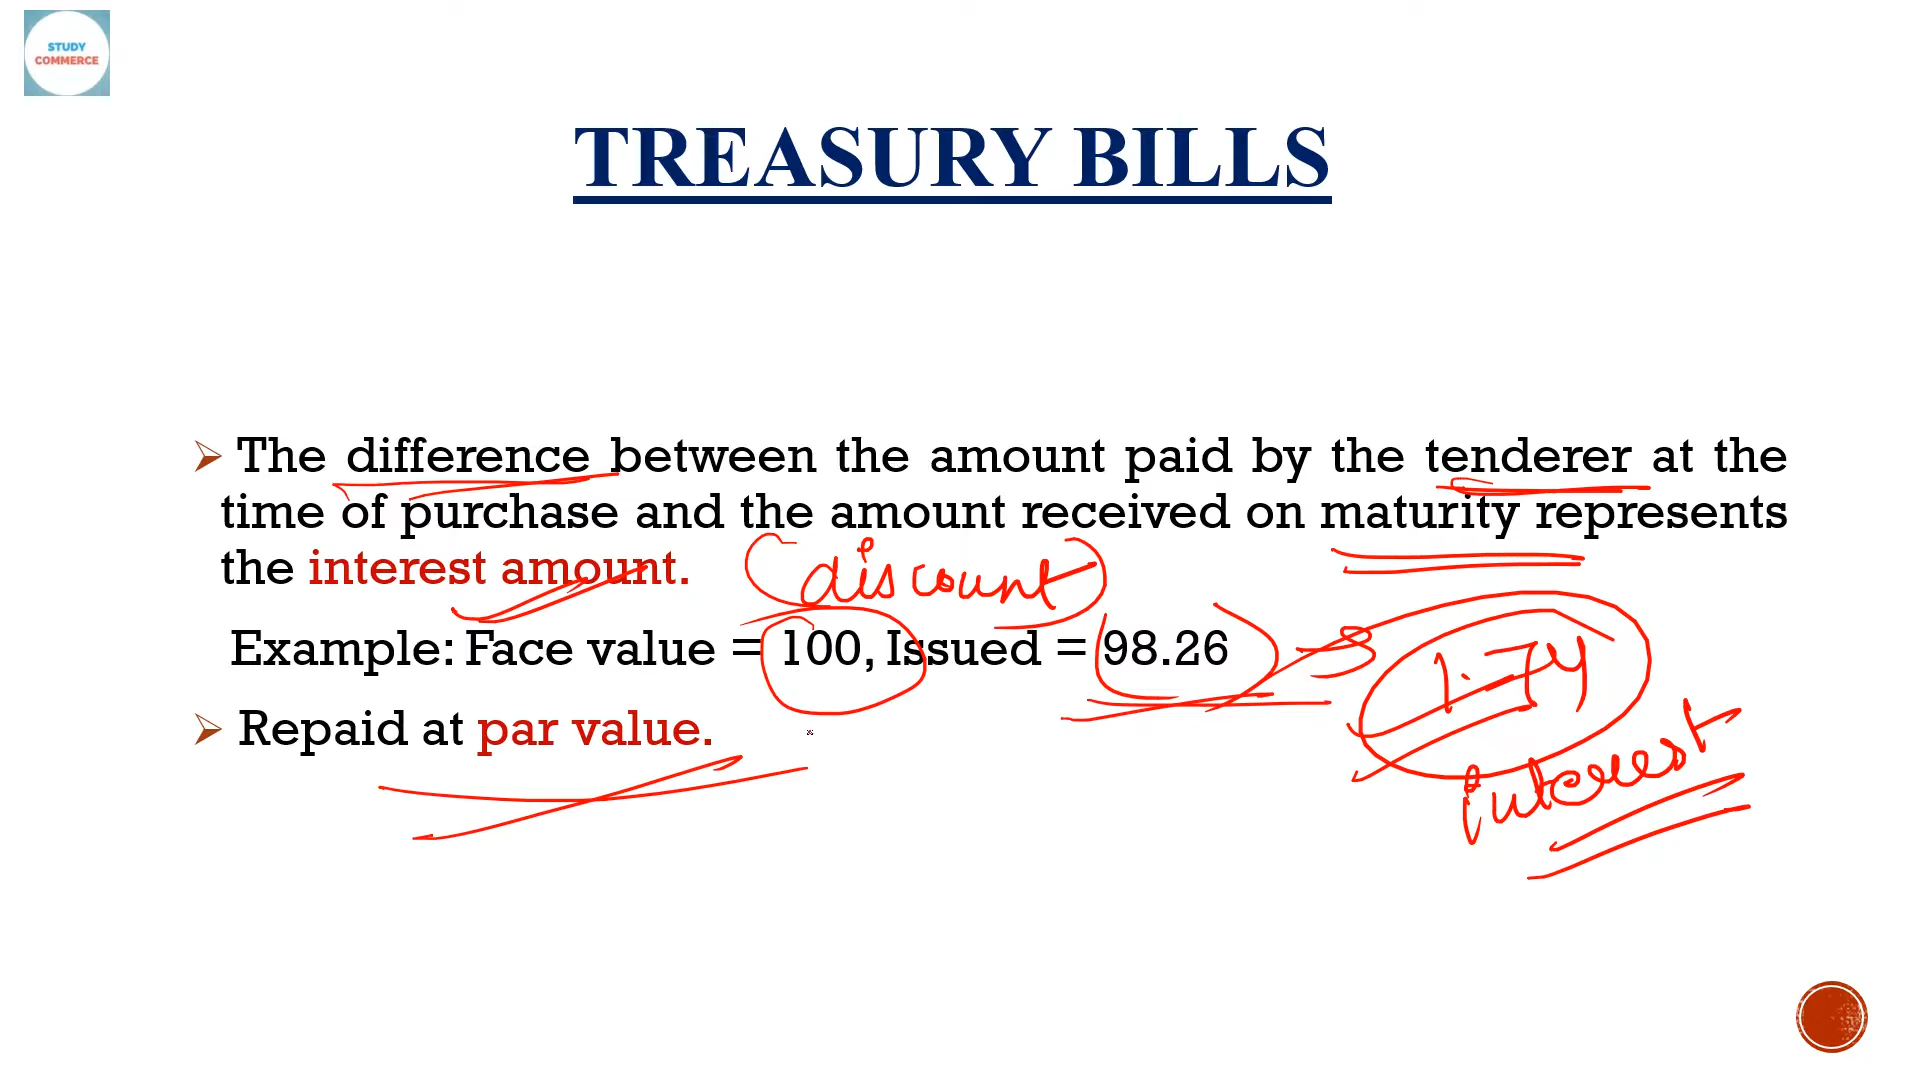 STUDY
COMMERCE
TREASURY BILLS
The difference between the amount paid by the tenderer at the
time of purchase and the amount received on maturity represents
the interest amount.
(discount)
Example: Face value = 100, Issued = 98.26
1.74
interest
Repaid at par value.